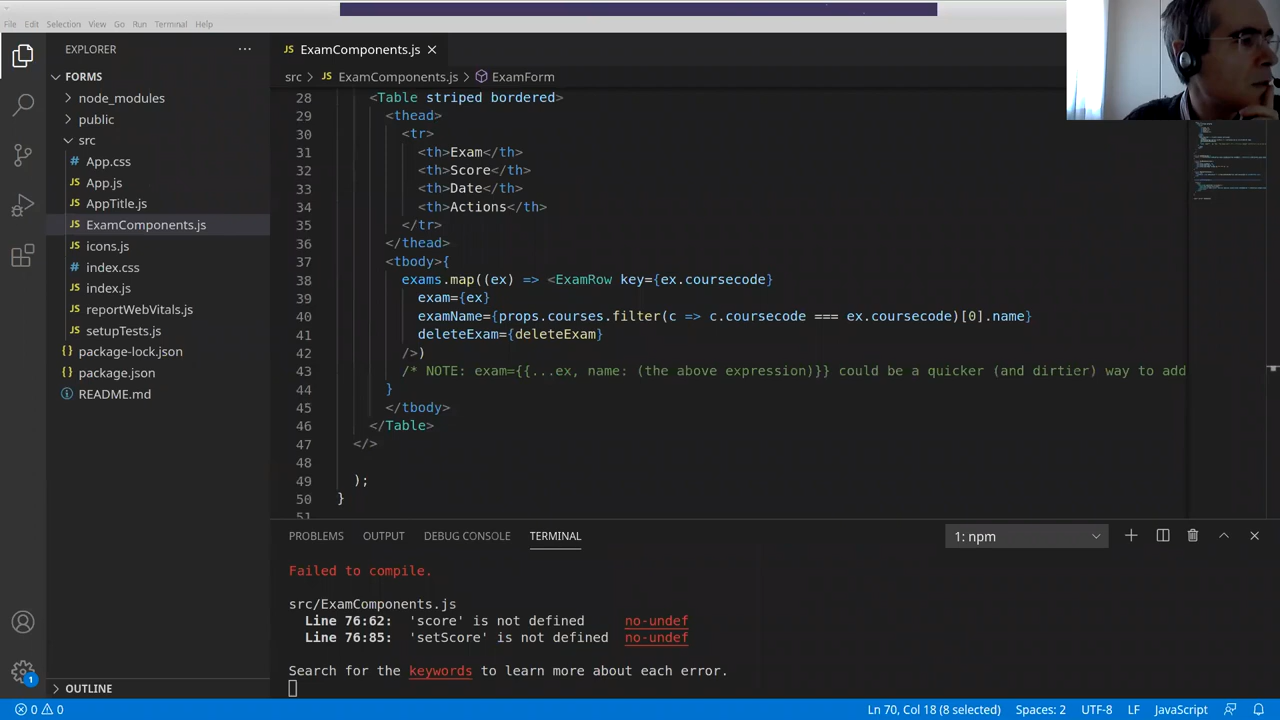 File Edit Selection View Go Run Terminal Help
EXPLORER
ExamComponents.js
FORMS
src ExamComponents.js ExamForm
node_modules
public
src
App.css
App.js
AppTitle.js
ExamComponents.js
icons.js
index.css
index.js
reportWebVitals.js
setupTests.js
package-lock.json
package.json
README.md
OUTLINE
28 <Table striped bordered>
29 <thead>
30 <tr>
31 <th>Exam</th>
32 <th>Score</th>
33 <th>Date</th>
34 <th>Actions</th>
35 </tr>
36 </thead>
37 <tbody>{
38 exams.map((ex) => <ExamRow key={ex.coursecode}
39 exam={ex}
40 examName={props.courses.filter(c => c.coursecode === ex.coursecode)[0].name}
41 deleteExam={deleteExam}
42 />)
43 /* NOTE: exam={{...ex, name: (the above expression)}} could be a quicker (and dirtier) way to add
44 }
45 </tbody>
46 </Table>
47 </>
48
49 );
50 }
51
PROBLEMS OUTPUT DEBUG CONSOLE TERMINAL
1: npm
Failed to compile.
src/ExamComponents.js
Line 76:62: 'score' is not defined no-undef
Line 76:85: 'setScore' is not defined no-undef
Search for the keywords to learn more about each error.
1
0 0
Ln 70, Col 18 (8 selected) Spaces: 2 UTF-8 LF JavaScript